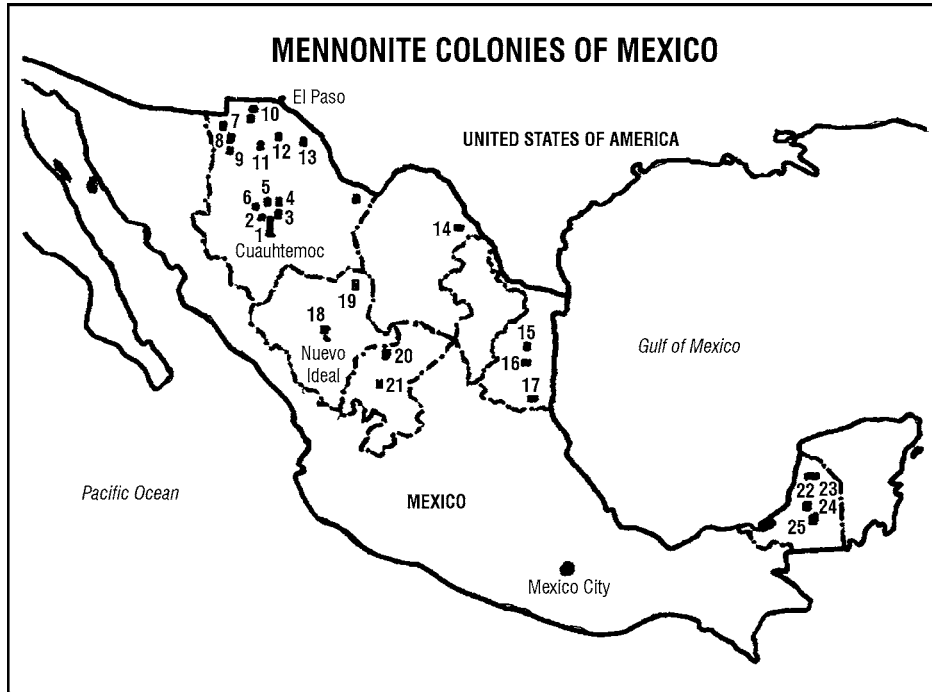 MENNONITE COLONIES OF MEXICO
El Paso
10
7
8
9
11
12
13
UNITED STATES OF AMERICA
5
4
6
2
3
1
Cuauhtemoc
14
19
18
Nuevo
Ideal
20
21
15
16
17
Gulf of Mexico
Pacific Ocean
MEXICO
22
23
24
25
Mexico City